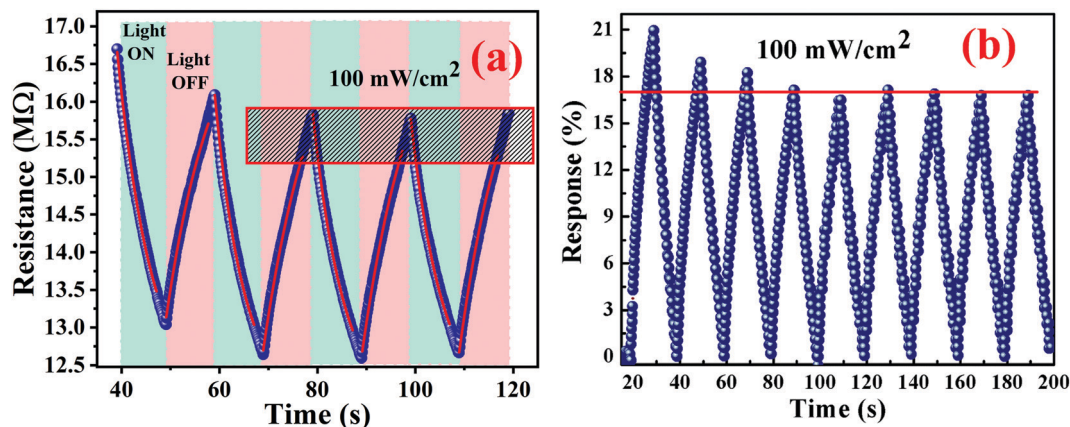 Light
ON
Light
OFF
(a)
100 mW/cm²
17.0
16.5
16.0
15.5
15.0
14.5
14.0
13.5
13.0
12.5
Resistance (MΩ)
40
60
80
100
120
Time (s)
(b)
100 mW/cm²
21
18
15
12
9
6
3
0
Response (%)
20
40
60
80
100
120
140
160
180
200
Time (s)